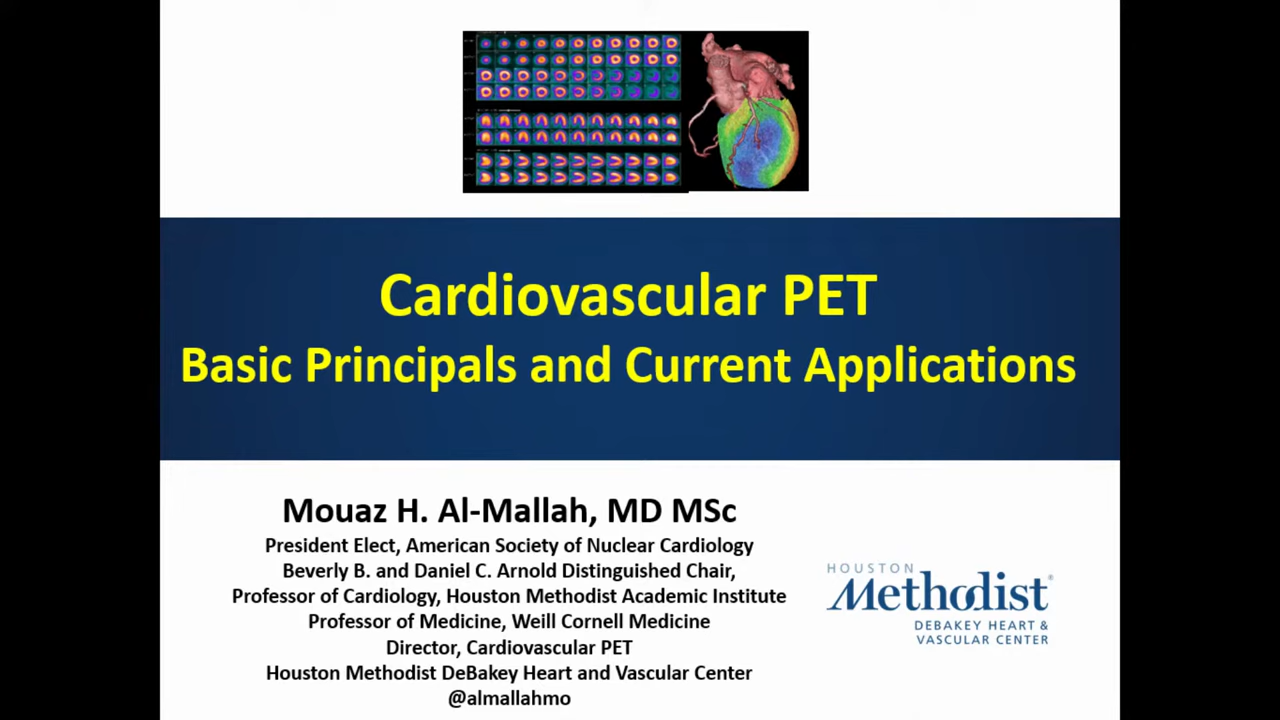 Cardiovascular PET
Basic Principals and Current Applications
Mouaz H. Al-Mallah, MD MSc
President Elect, American Society of Nuclear Cardiology
Beverly B. and Daniel C. Arnold Distinguished Chair,
Professor of Cardiology, Houston Methodist Academic Institute
Professor of Medicine, Weill Cornell Medicine
Director, Cardiovascular PET
Houston Methodist DeBakey Heart and Vascular Center
@almallahmo
HOUSTON
Methodist®
DEBAKEY HEART &
VASCULAR CENTER